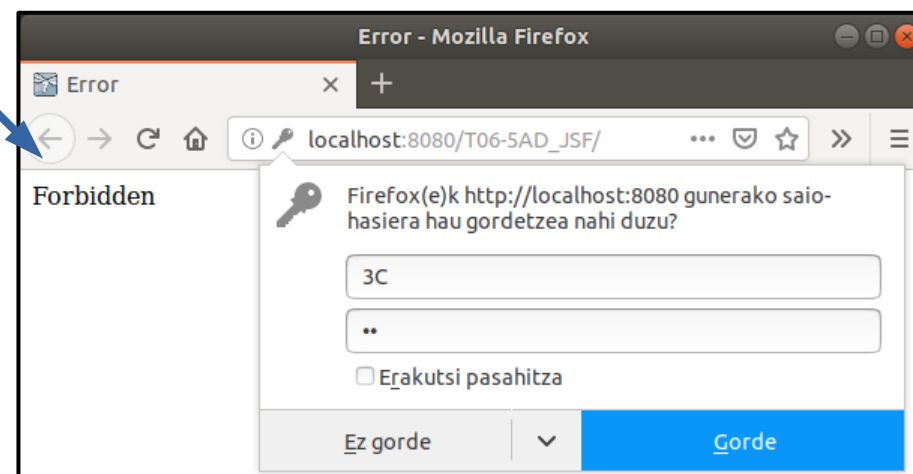 Error - Mozilla Firefox
Error
localhost:8080/T06-5AD_JSF/
Forbidden
Firefox(e)k http://localhost:8080 gunerako saio-
hasiera hau gordetzea nahi duzu?
3C
••
Erakutsi pasahitza
Ez gorde
Gorde